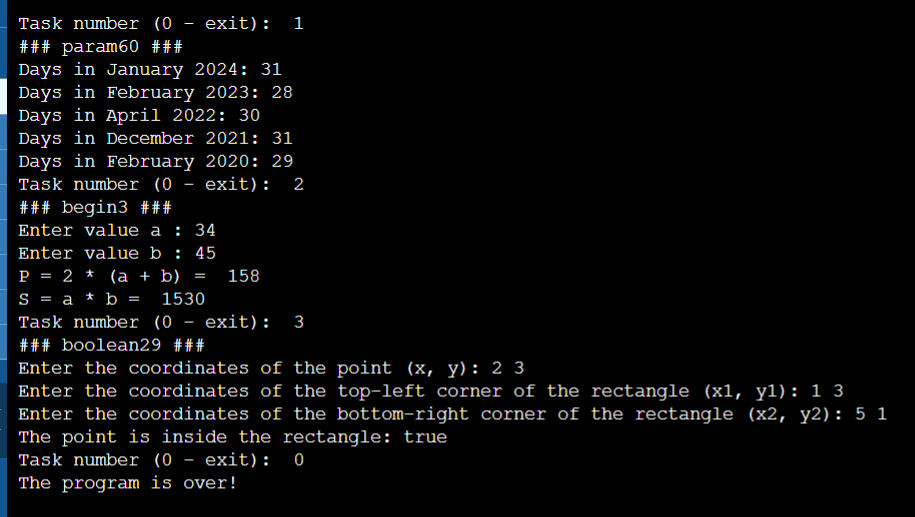 Task number (0 - exit):  1
### param60 ###
Days in January 2024: 31
Days in February 2023: 28
Days in April 2022: 30
Days in December 2021: 31
Days in February 2020: 29
Task number (0 - exit):  2
### begin3 ###
Enter value a : 34
Enter value b : 45
P = 2 * (a + b) =  158
S = a * b =  1530
Task number (0 - exit):  3
### boolean29 ###
Enter the coordinates of the point (x, y): 2 3
Enter the coordinates of the top-left corner of the rectangle (x1, y1): 1 3
Enter the coordinates of the bottom-right corner of the rectangle (x2, y2): 5 1
The point is inside the rectangle: true
Task number (0 - exit):  0
The program is over!